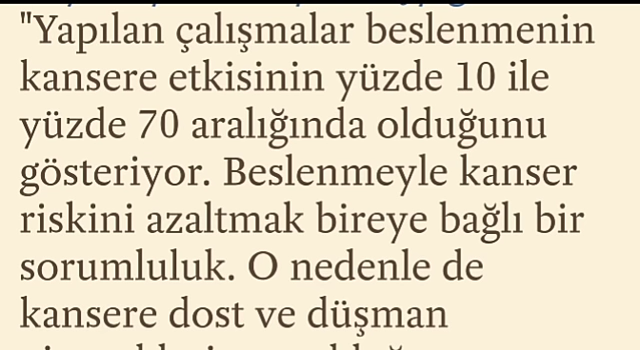 "Yapılan çalışmalar beslenmenin
kansere etkisinin yüzde 10 ile
yüzde 70 aralığında olduğunu
gösteriyor. Beslenmeyle kanser
riskini azaltmak bireye bağlı bir
sorumluluk. O nedenle de
kansere dost ve düşman